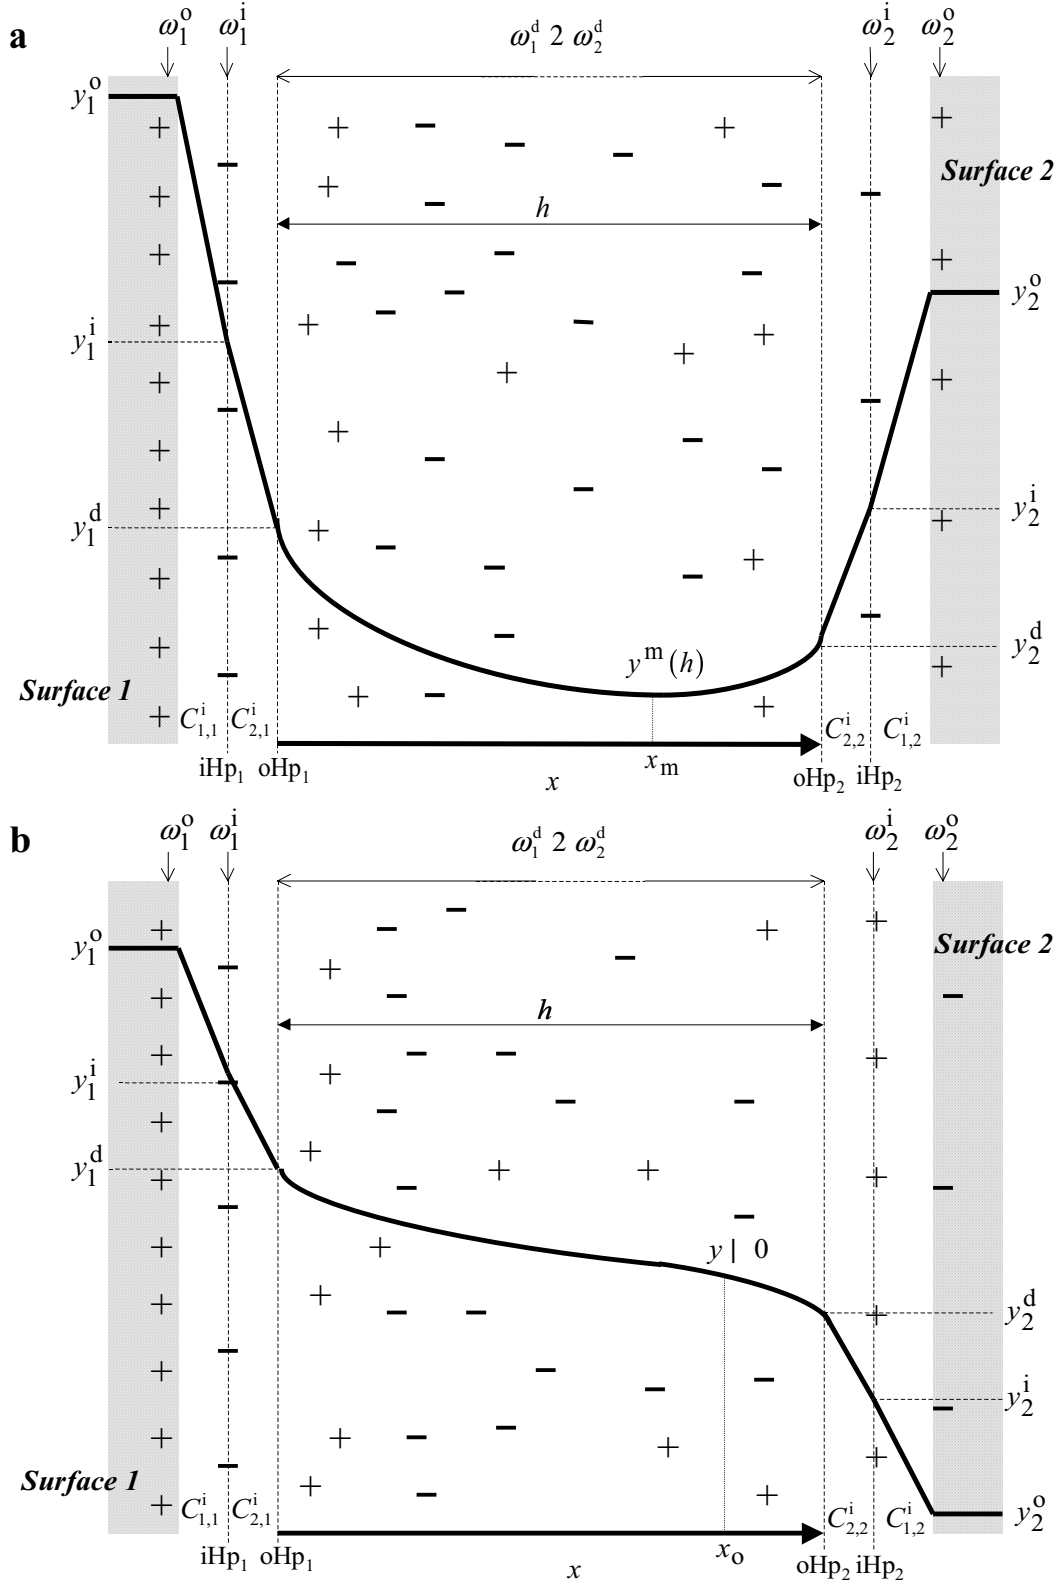 a
ω₁ᵒ ω₁ⁱ ω₁ᵈ 2 ω₂ᵈ ω₂ⁱ ω₂ᵒ
y₁ᵒ
Surface 2
h
y₂ᵒ
y₁ⁱ
y₂ⁱ
y₁ᵈ
y₂ᵈ
yᵐ(h)
Surface 1
C₁,₁ⁱ C₂,₁ⁱ C₂,₂ⁱ C₁,₂ⁱ
iHp₁ oHp₁ x xₘ oHp₂ iHp₂
b
ω₁ᵒ ω₁ⁱ ω₁ᵈ 2 ω₂ᵈ ω₂ⁱ ω₂ᵒ
y₁ᵒ
Surface 2
h
y₁ⁱ
y₁ᵈ
y | 0
y₂ᵈ
y₂ⁱ
Surface 1
C₁,₁ⁱ C₂,₁ⁱ C₂,₂ⁱ C₁,₂ⁱ y₂ᵒ
iHp₁ oHp₁ x xₒ oHp₂ iHp₂